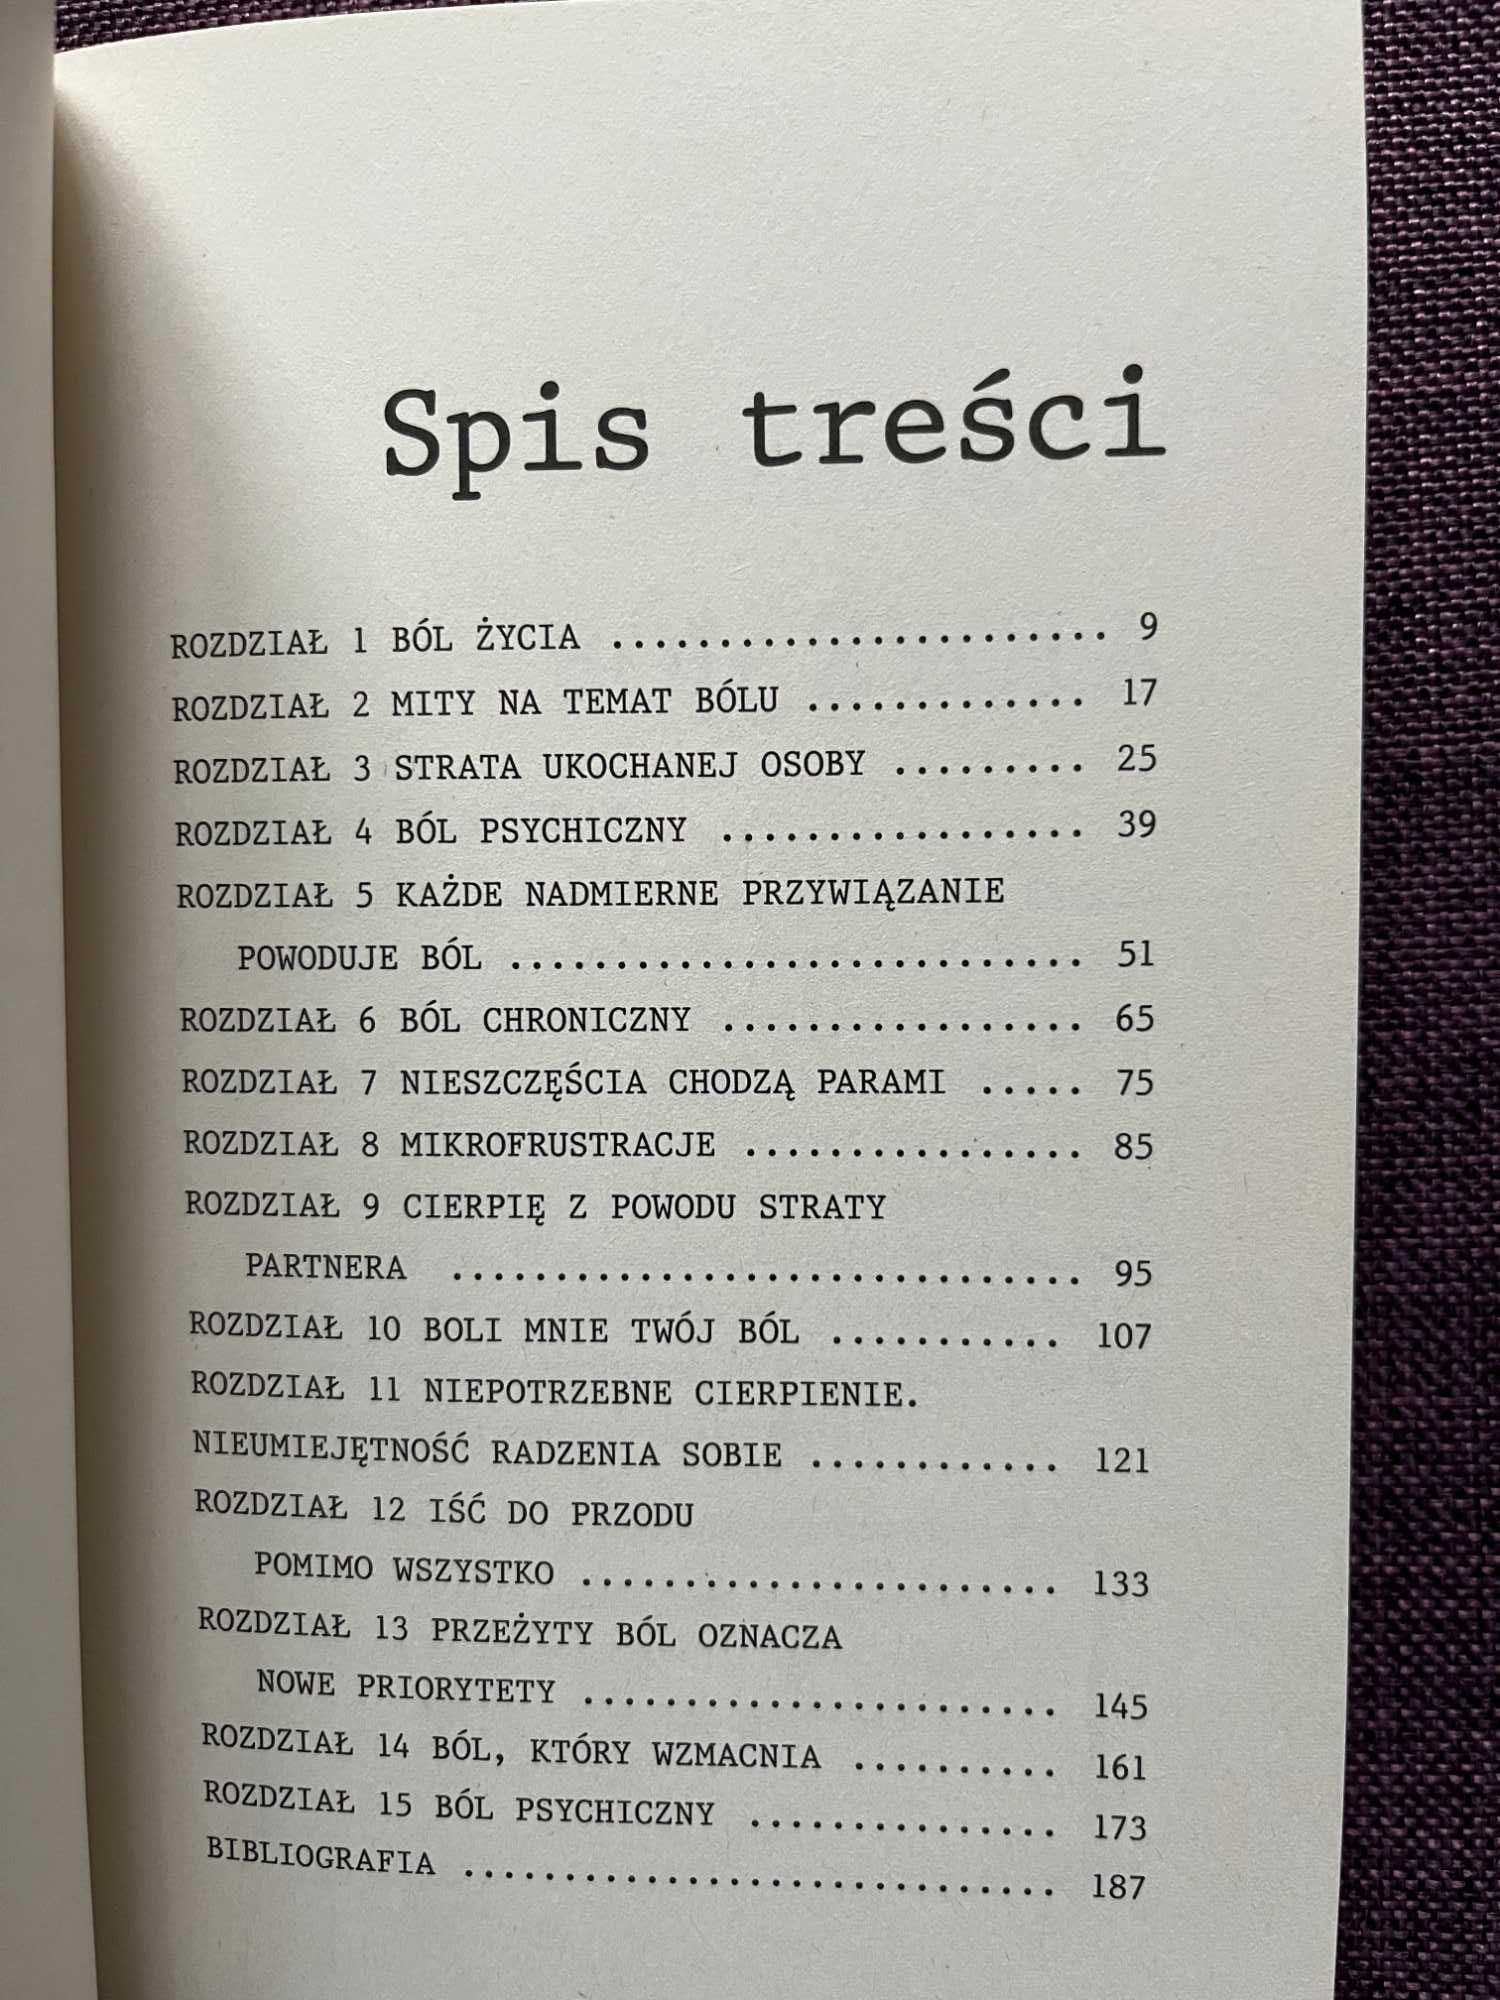 Spis treści
ROZDZIAŁ 1 BÓL ŻYCIA ........................ 9
ROZDZIAŁ 2 MITY NA TEMAT BÓLU ............. 17
ROZDZIAŁ 3 STRATA UKOCHANEJ OSOBY ......... 25
ROZDZIAŁ 4 BÓL PSYCHICZNY ................. 39
ROZDZIAŁ 5 KAŻDE NADMIERNE PRZYWIĄZANIE
POWODUJE BÓL ............................ 51
ROZDZIAŁ 6 BÓL CHRONICZNY ................. 65
ROZDZIAŁ 7 NIESZCZĘŚCIA CHODZĄ PARAMI ..... 75
ROZDZIAŁ 8 MIKROFRUSTRACJE ................ 85
ROZDZIAŁ 9 CIERPIĘ Z POWODU STRATY
PARTNERA ............................... 95
ROZDZIAŁ 10 BOLI MNIE TWÓJ BÓL ........... 107
ROZDZIAŁ 11 NIEPOTRZEBNE CIERPIENIE.
NIEUMIEJĘTNOŚĆ RADZENIA SOBIE ............ 121
ROZDZIAŁ 12 IŚĆ DO PRZODU
POMIMO WSZYSTKO ....................... 133
ROZDZIAŁ 13 PRZEŻYTY BÓL OZNACZA
NOWE PRIORYTETY ....................... 145
ROZDZIAŁ 14 BÓL, KTÓRY WZMACNIA .......... 161
ROZDZIAŁ 15 BÓL PSYCHICZNY ............... 173
BIBLIOGRAFIA ............................. 187